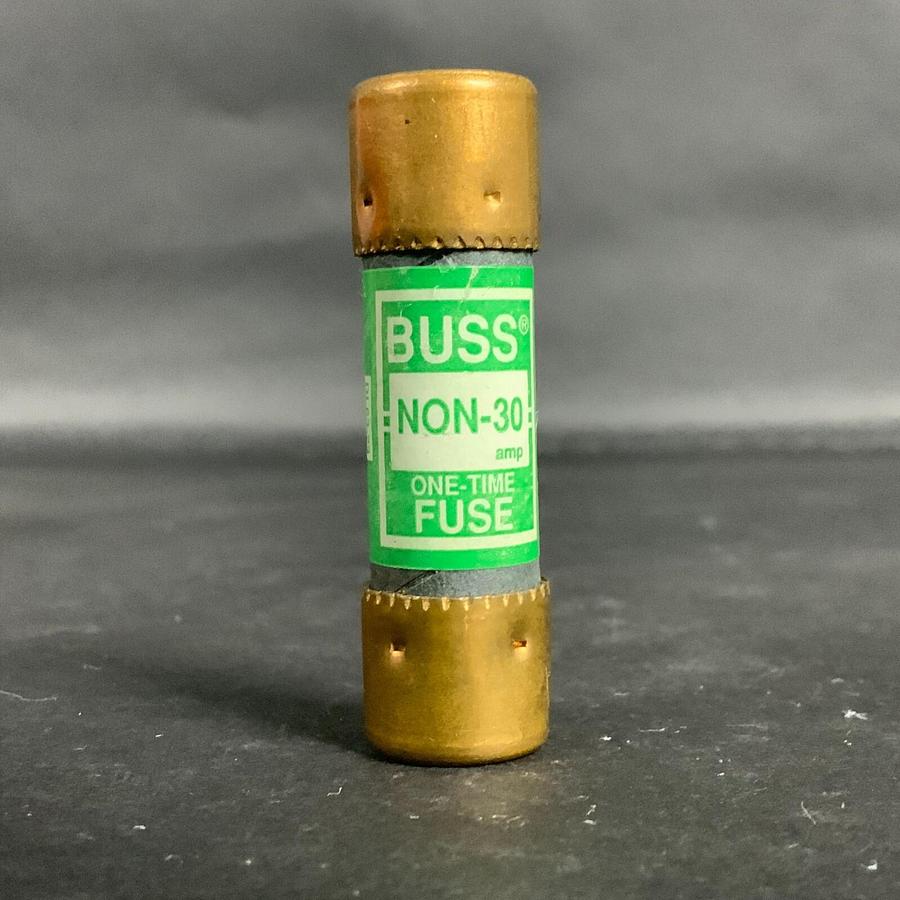 BUSS®
NON-30
amp
ONE-TIME
FUSE